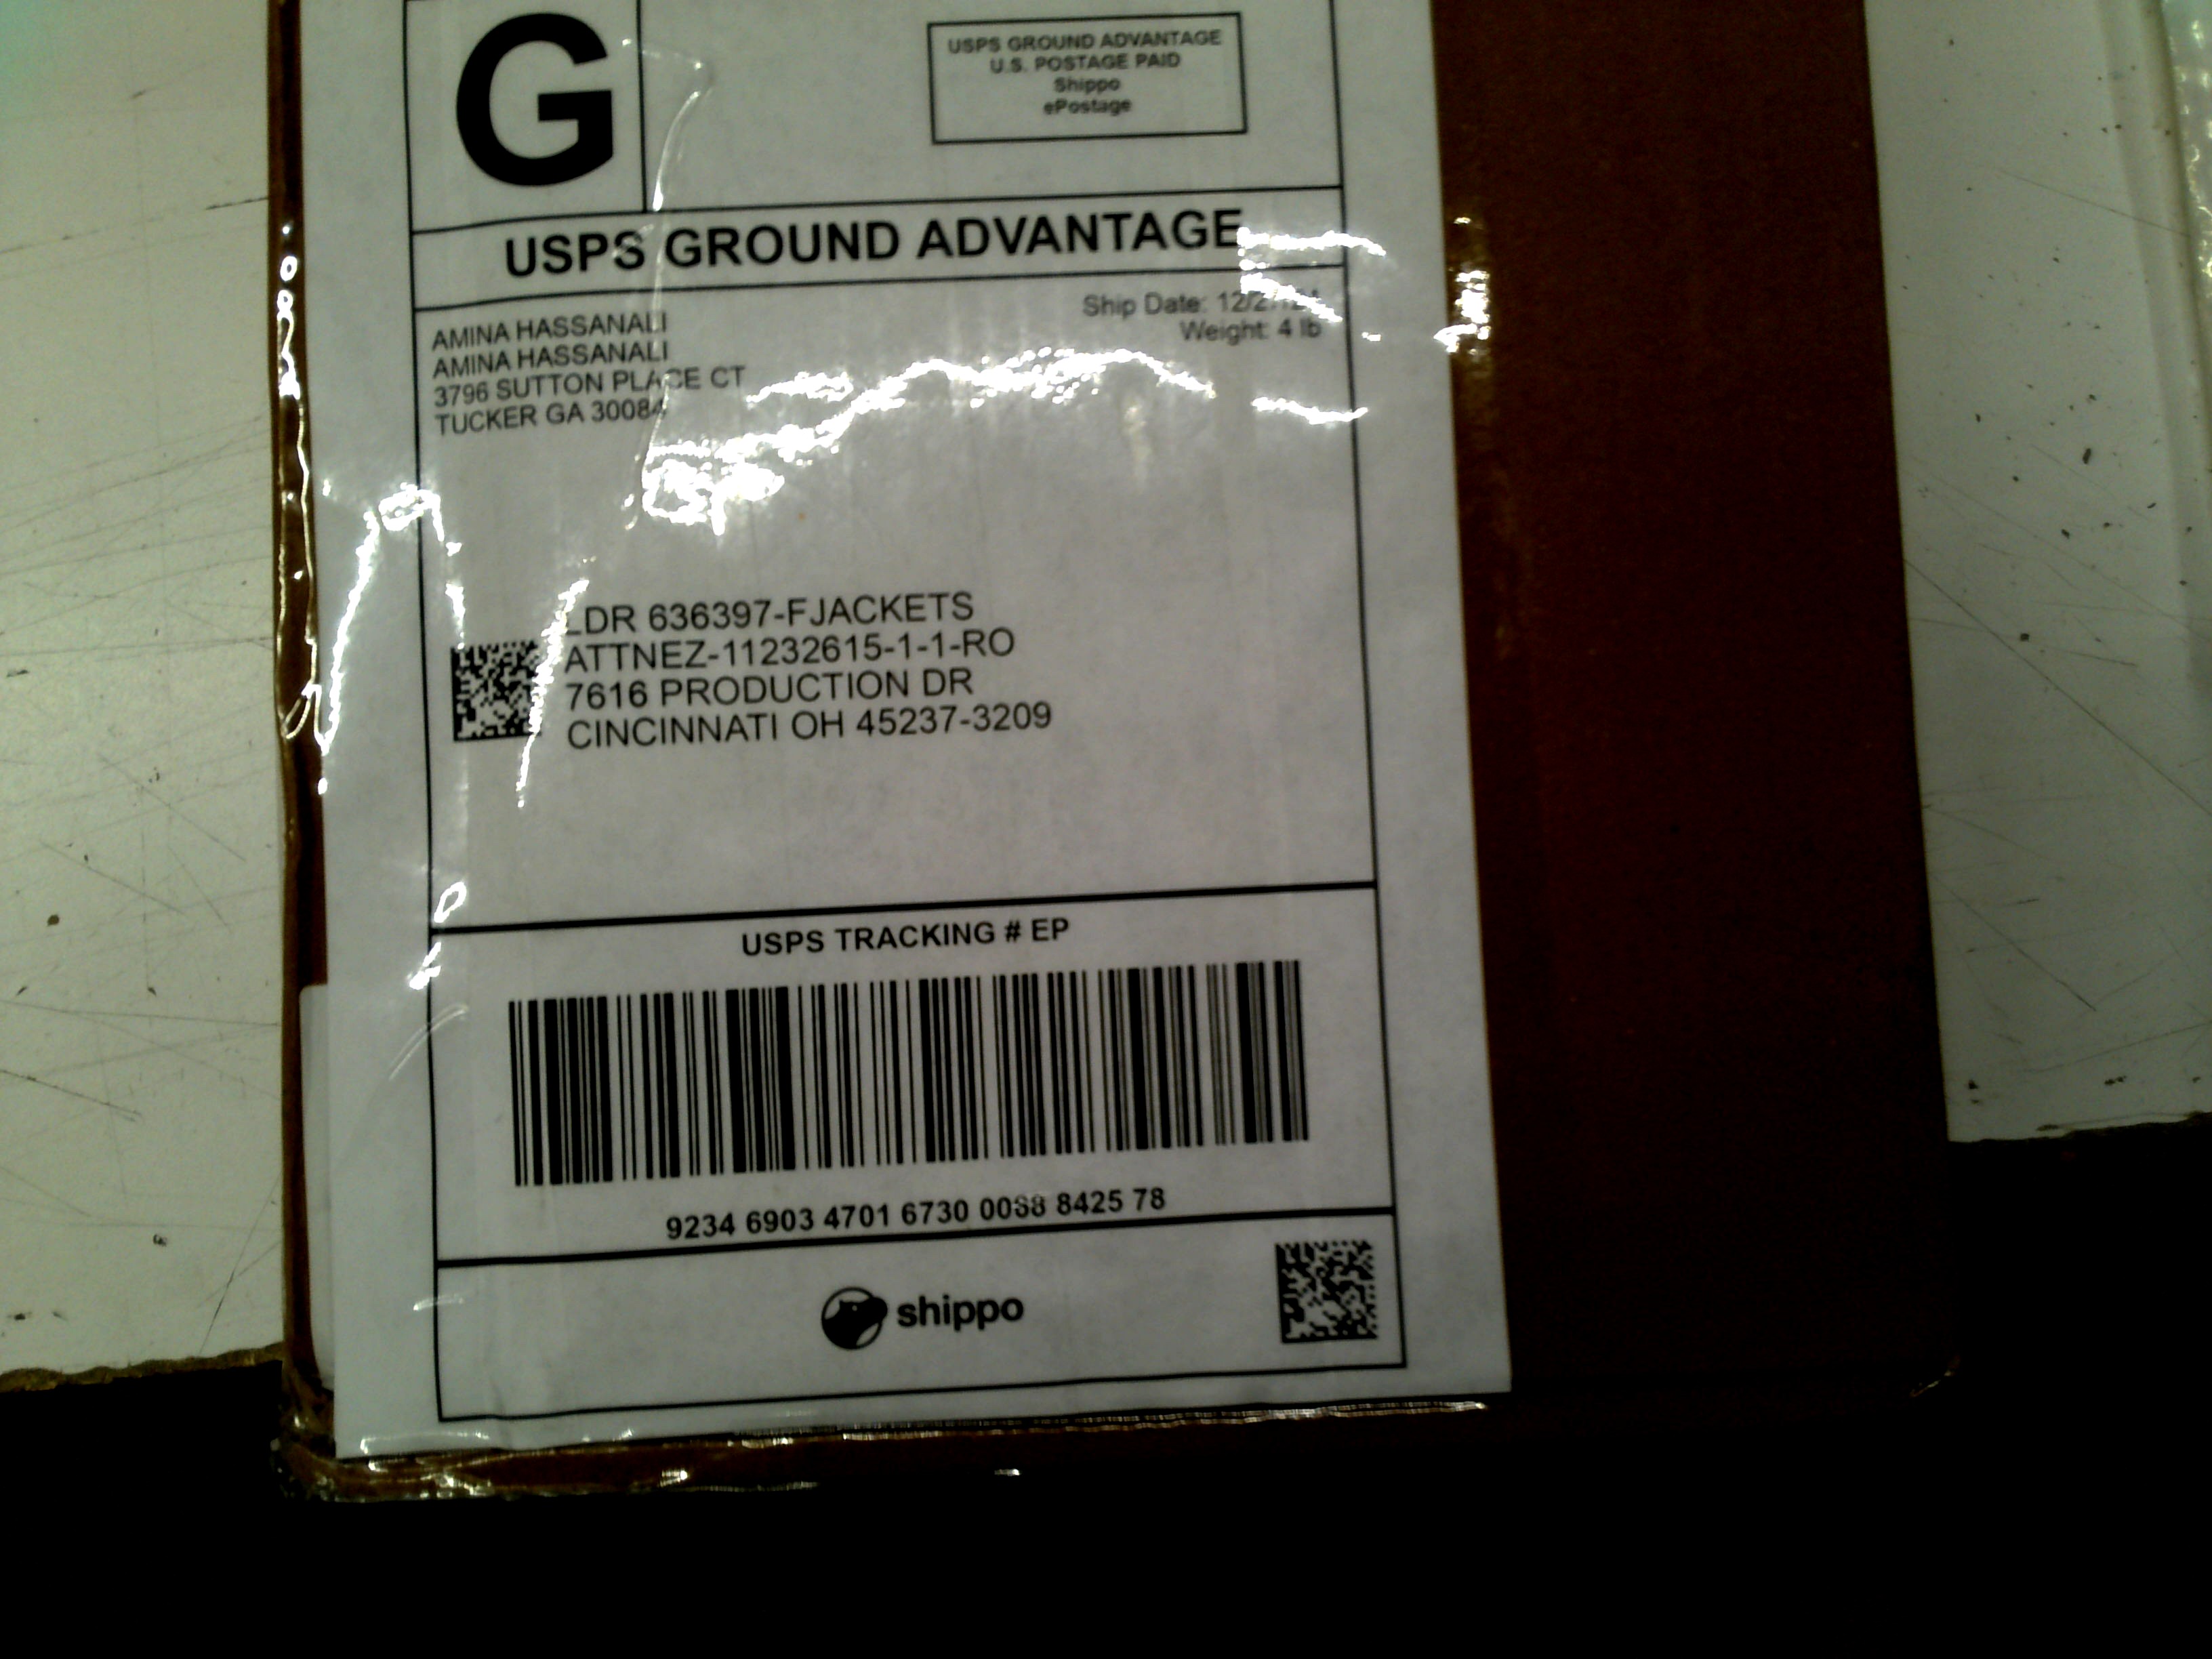 G
USPS GROUND ADVANTAGE
U.S. POSTAGE PAID
Shippo
ePostage
USPS GROUND ADVANTAGE
Ship Date:
Weight: 4 lb
AMINA HASSANALI
AMINA HASSANALI
3796 SUTTON PLACE CT
TUCKER GA 30084
LDR 636397-FJACKETS
ATTNEZ-11232615-1-1-RO
7616 PRODUCTION DR
CINCINNATI OH 45237-3209
USPS TRACKING # EP
9234 6903 4701 6730 0088 8425 78
shippo